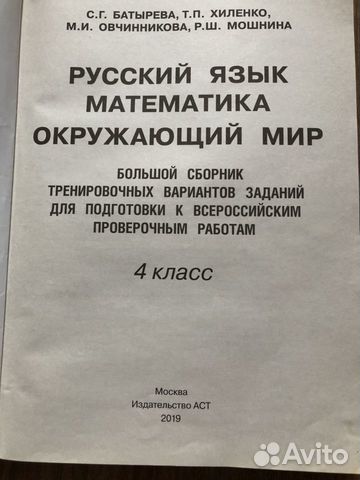 С.Г. БАТЫРЕВА, Т.П. ХИЛЕНКО,
М.И. ОВЧИННИКОВА, Р.Ш. МОШНИНА
РУССКИЙ ЯЗЫК
МАТЕМАТИКА
ОКРУЖАЮЩИЙ МИР
БОЛЬШОЙ СБОРНИК
ТРЕНИРОВОЧНЫХ ВАРИАНТОВ ЗАДАНИЙ
ДЛЯ ПОДГОТОВКИ К ВСЕРОССИЙСКИМ
ПРОВЕРОЧНЫМ РАБОТАМ
4 КЛАСС
Москва
Издательство АСТ
2019
Avito